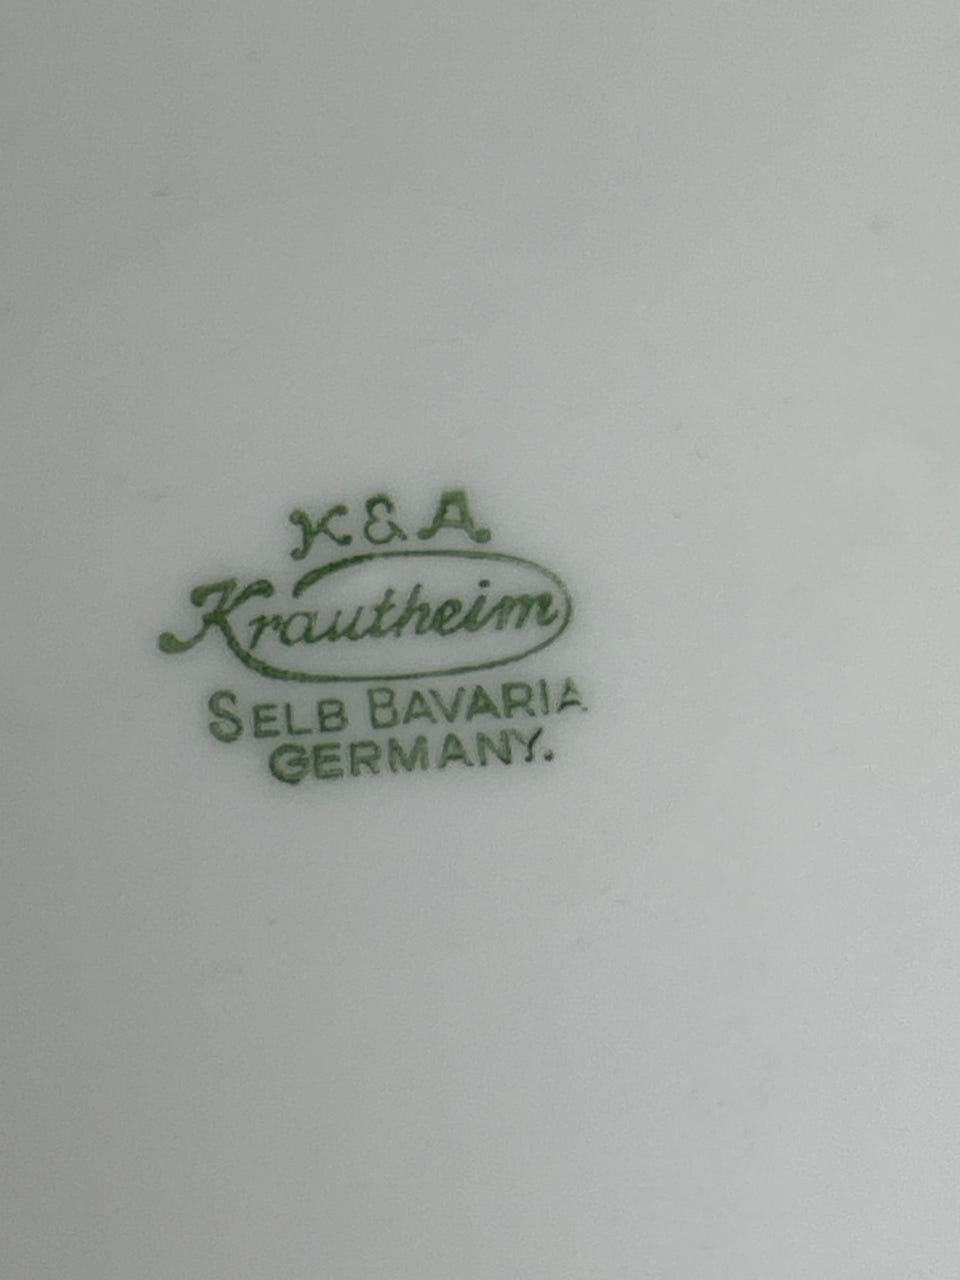 K & A
Krautheim
SELB BAVARIA
GERMANY.